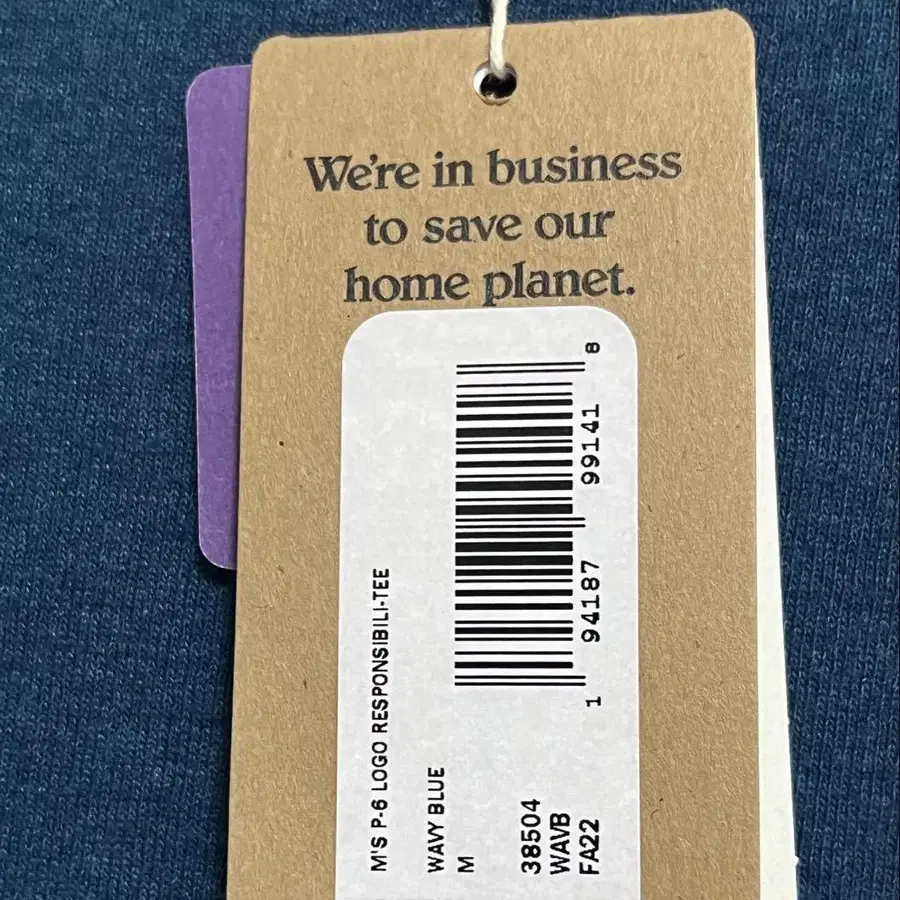 We're in business
to save our
home planet.
M'S P-6 LOGO RESPONSIBILI-TEE
WAVY BLUE
M
1 94187 99141 8
38504
WAVB
FA22